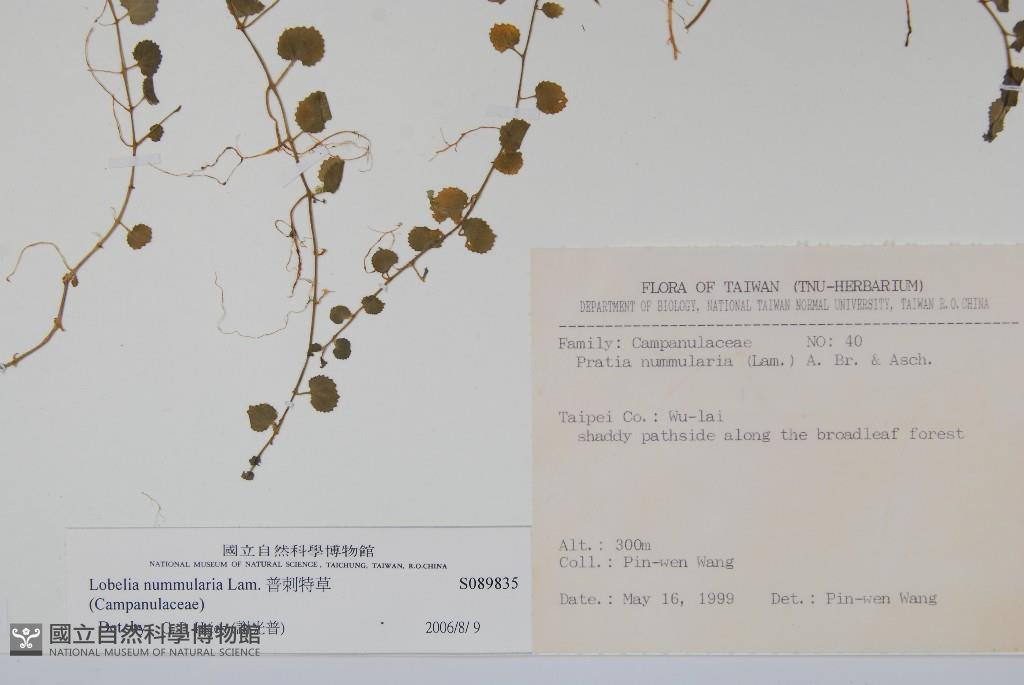 FLORA OF TAIWAN (TNU-HERBARIUM)
DEPARTMENT OF BIOLOGY, NATIONAL TAIWAN NORMAL UNIVERSITY, TAIWAN R.O.CHINA
Family: Campanulaceae NO: 40
Pratia nummularia (Lam.) A. Br. & Asch.
Taipei Co.: Wu-lai
shaddy pathside along the broadleaf forest
Alt.: 300m
Coll.: Pin-wen Wang
Date.: May 16, 1999 Det.: Pin-wen Wang
國立自然科學博物館
NATIONAL MUSEUM OF NATURAL SCIENCE, TAICHUNG, TAIWAN, R.O.CHINA
Lobelia nummularia Lam. 普剌特草 S089835
(Campanulaceae)
光普) 2006/8/ 9
國立自然科學博物館
NATIONAL MUSEUM OF NATURAL SCIENCE